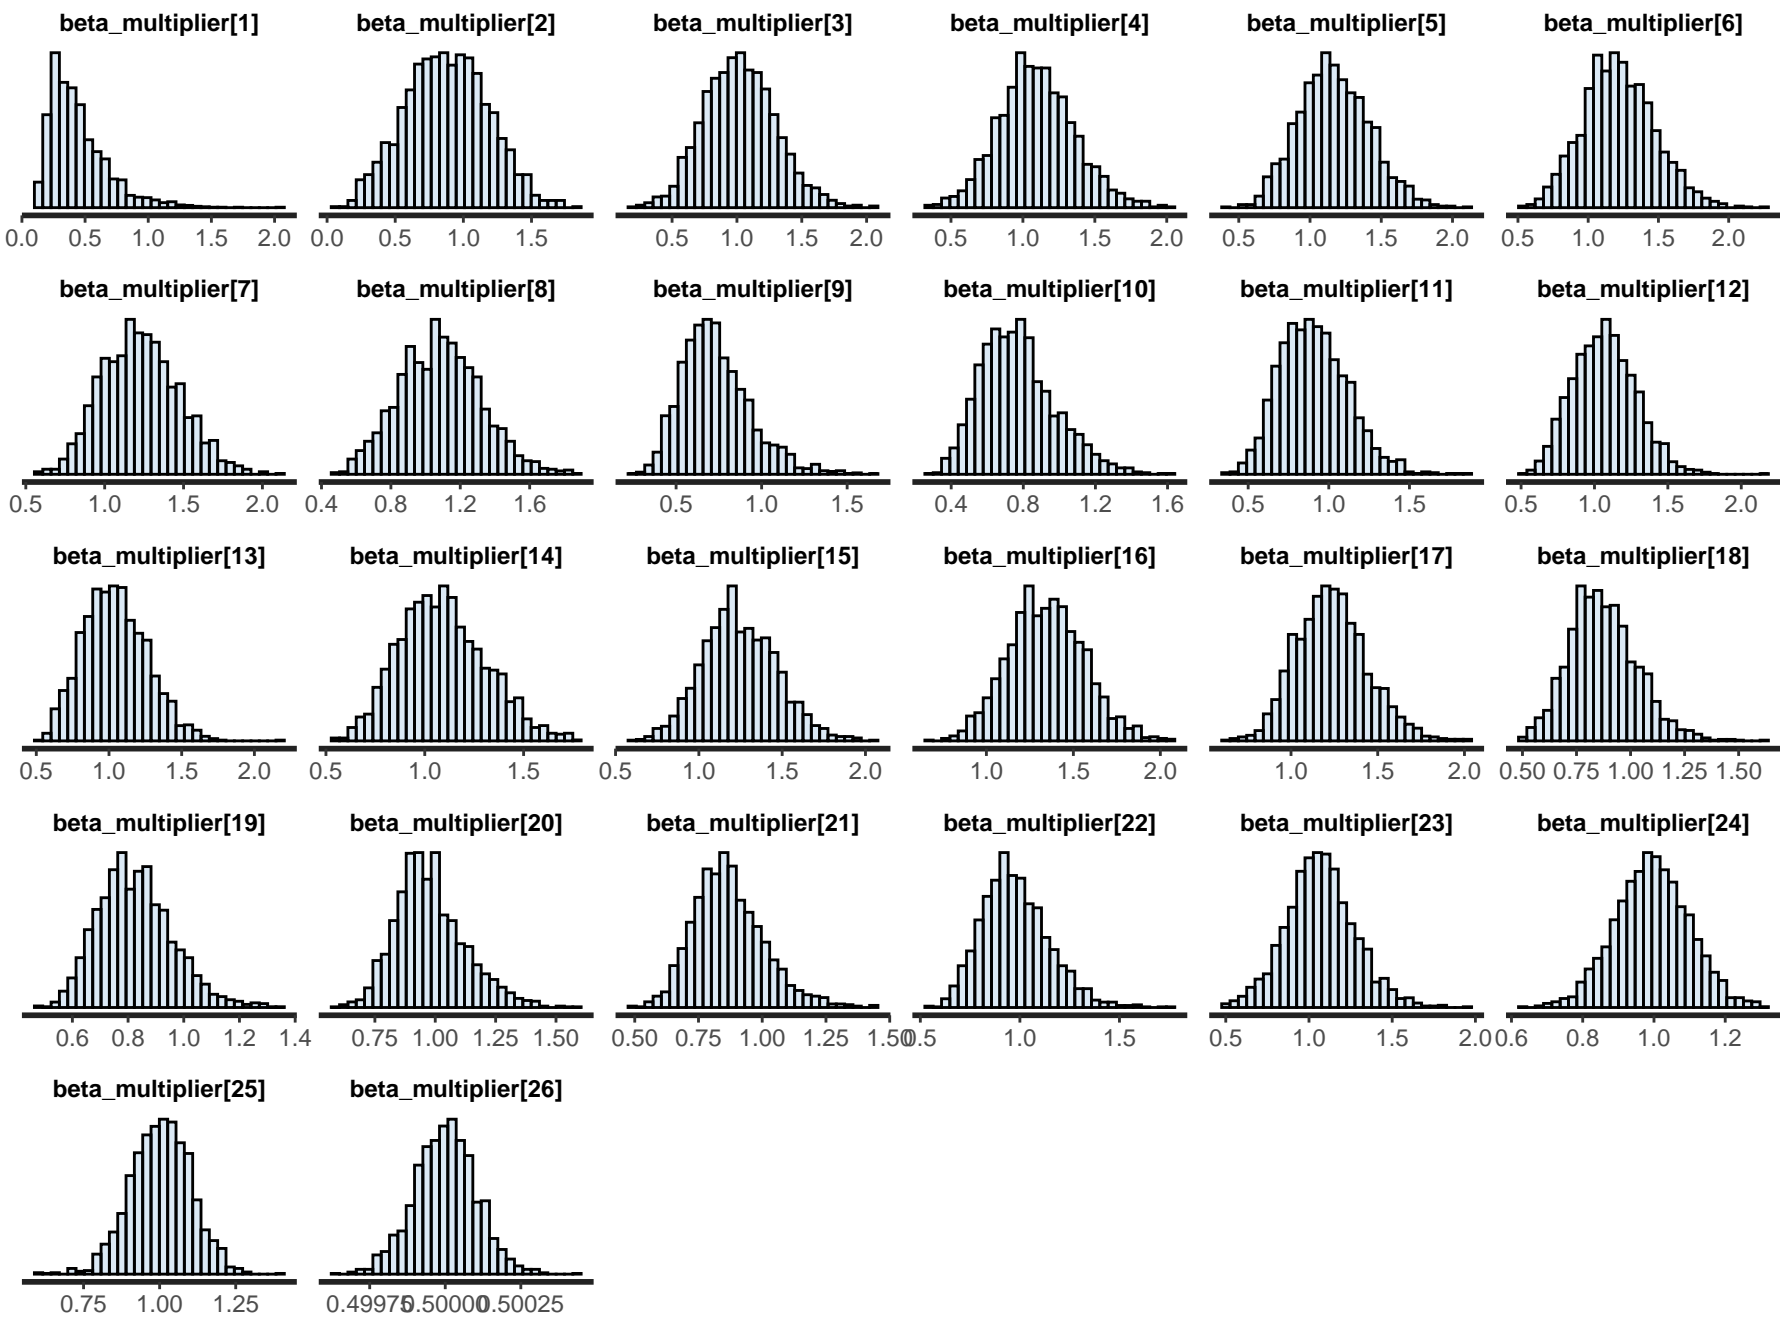 beta_multiplier[1] beta_multiplier[2] beta_multiplier[3] beta_multiplier[4] beta_multiplier[5] beta_multiplier[6]
0.0 0.5 1.0 1.5 2.0 0.0 0.5 1.0 1.5 0.5 1.0 1.5 2.0 0.5 1.0 1.5 2.0 0.5 1.0 1.5 2.0 0.5 1.0 1.5 2.0
beta_multiplier[7] beta_multiplier[8] beta_multiplier[9] beta_multiplier[10] beta_multiplier[11] beta_multiplier[12]
0.5 1.0 1.5 2.0 0.4 0.8 1.2 1.6 0.5 1.0 1.5 0.4 0.8 1.2 1.6 0.5 1.0 1.5 0.5 1.0 1.5 2.0
beta_multiplier[13] beta_multiplier[14] beta_multiplier[15] beta_multiplier[16] beta_multiplier[17] beta_multiplier[18]
0.5 1.0 1.5 2.0 0.5 1.0 1.5 0.5 1.0 1.5 2.0 1.0 1.5 2.0 1.0 1.5 2.0 0.50 0.75 1.00 1.25 1.50
beta_multiplier[19] beta_multiplier[20] beta_multiplier[21] beta_multiplier[22] beta_multiplier[23] beta_multiplier[24]
0.6 0.8 1.0 1.2 1.4 0.75 1.00 1.25 1.50 0.50 0.75 1.00 1.25 1.50 0.5 1.0 1.5 0.5 1.0 1.5 2.0 0.6 0.8 1.0 1.2
beta_multiplier[25] beta_multiplier[26]
0.75 1.00 1.25 0.49975 0.50000 0.50025